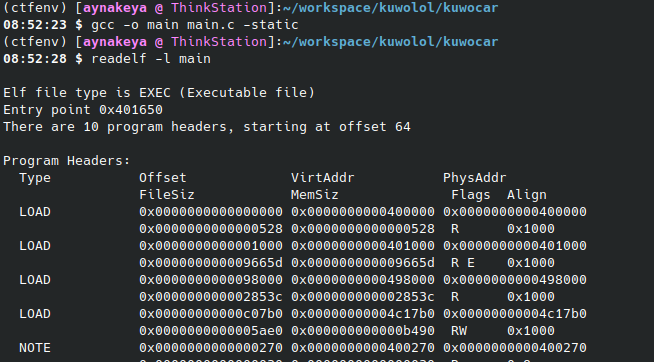 (ctfenv) [aynakeya @ ThinkStation]:~/workspace/kuwolol/kuwocar
08:52:23 $ gcc -o main main.c -static
(ctfenv) [aynakeya @ ThinkStation]:~/workspace/kuwolol/kuwocar
08:52:28 $ readelf -l main
Elf file type is EXEC (Executable file)
Entry point 0x401650
There are 10 program headers, starting at offset 64
Program Headers:
Type Offset VirtAddr PhysAddr
FileSiz MemSiz Flags Align
LOAD 0x0000000000000000 0x0000000000400000 0x0000000000400000
0x0000000000000528 0x0000000000000528 R 0x1000
LOAD 0x0000000000001000 0x0000000000401000 0x0000000000401000
0x000000000009665d 0x000000000009665d R E 0x1000
LOAD 0x0000000000098000 0x0000000000498000 0x0000000000498000
0x000000000002853c 0x000000000002853c R 0x1000
LOAD 0x00000000000c07b0 0x00000000004c17b0 0x00000000004c17b0
0x0000000000005ae0 0x000000000000b490 RW 0x1000
NOTE 0x0000000000000270 0x0000000000400270 0x0000000000400270